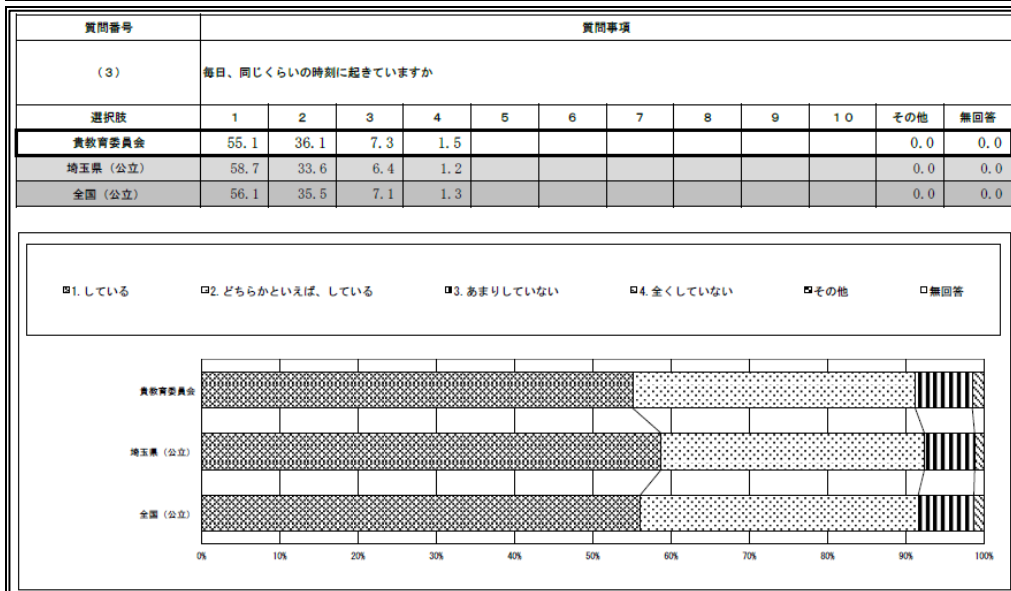 質問番号 質問事項
（3） 毎日、同じくらいの時刻に起きていますか
選択肢 1 2 3 4 5 6 7 8 9 10 その他 無回答
貴教育委員会 55.1 36.1 7.3 1.5 0.0 0.0
埼玉県（公立） 58.7 33.6 6.4 1.2 0.0 0.0
全国（公立） 56.1 35.5 7.1 1.3 0.0 0.0
1.している 2.どちらかといえば、している 3.あまりしていない 4.全くしていない その他 無回答
貴教育委員会
埼玉県（公立）
全国（公立）
0% 10% 20% 30% 40% 50% 60% 70% 80% 90% 100%